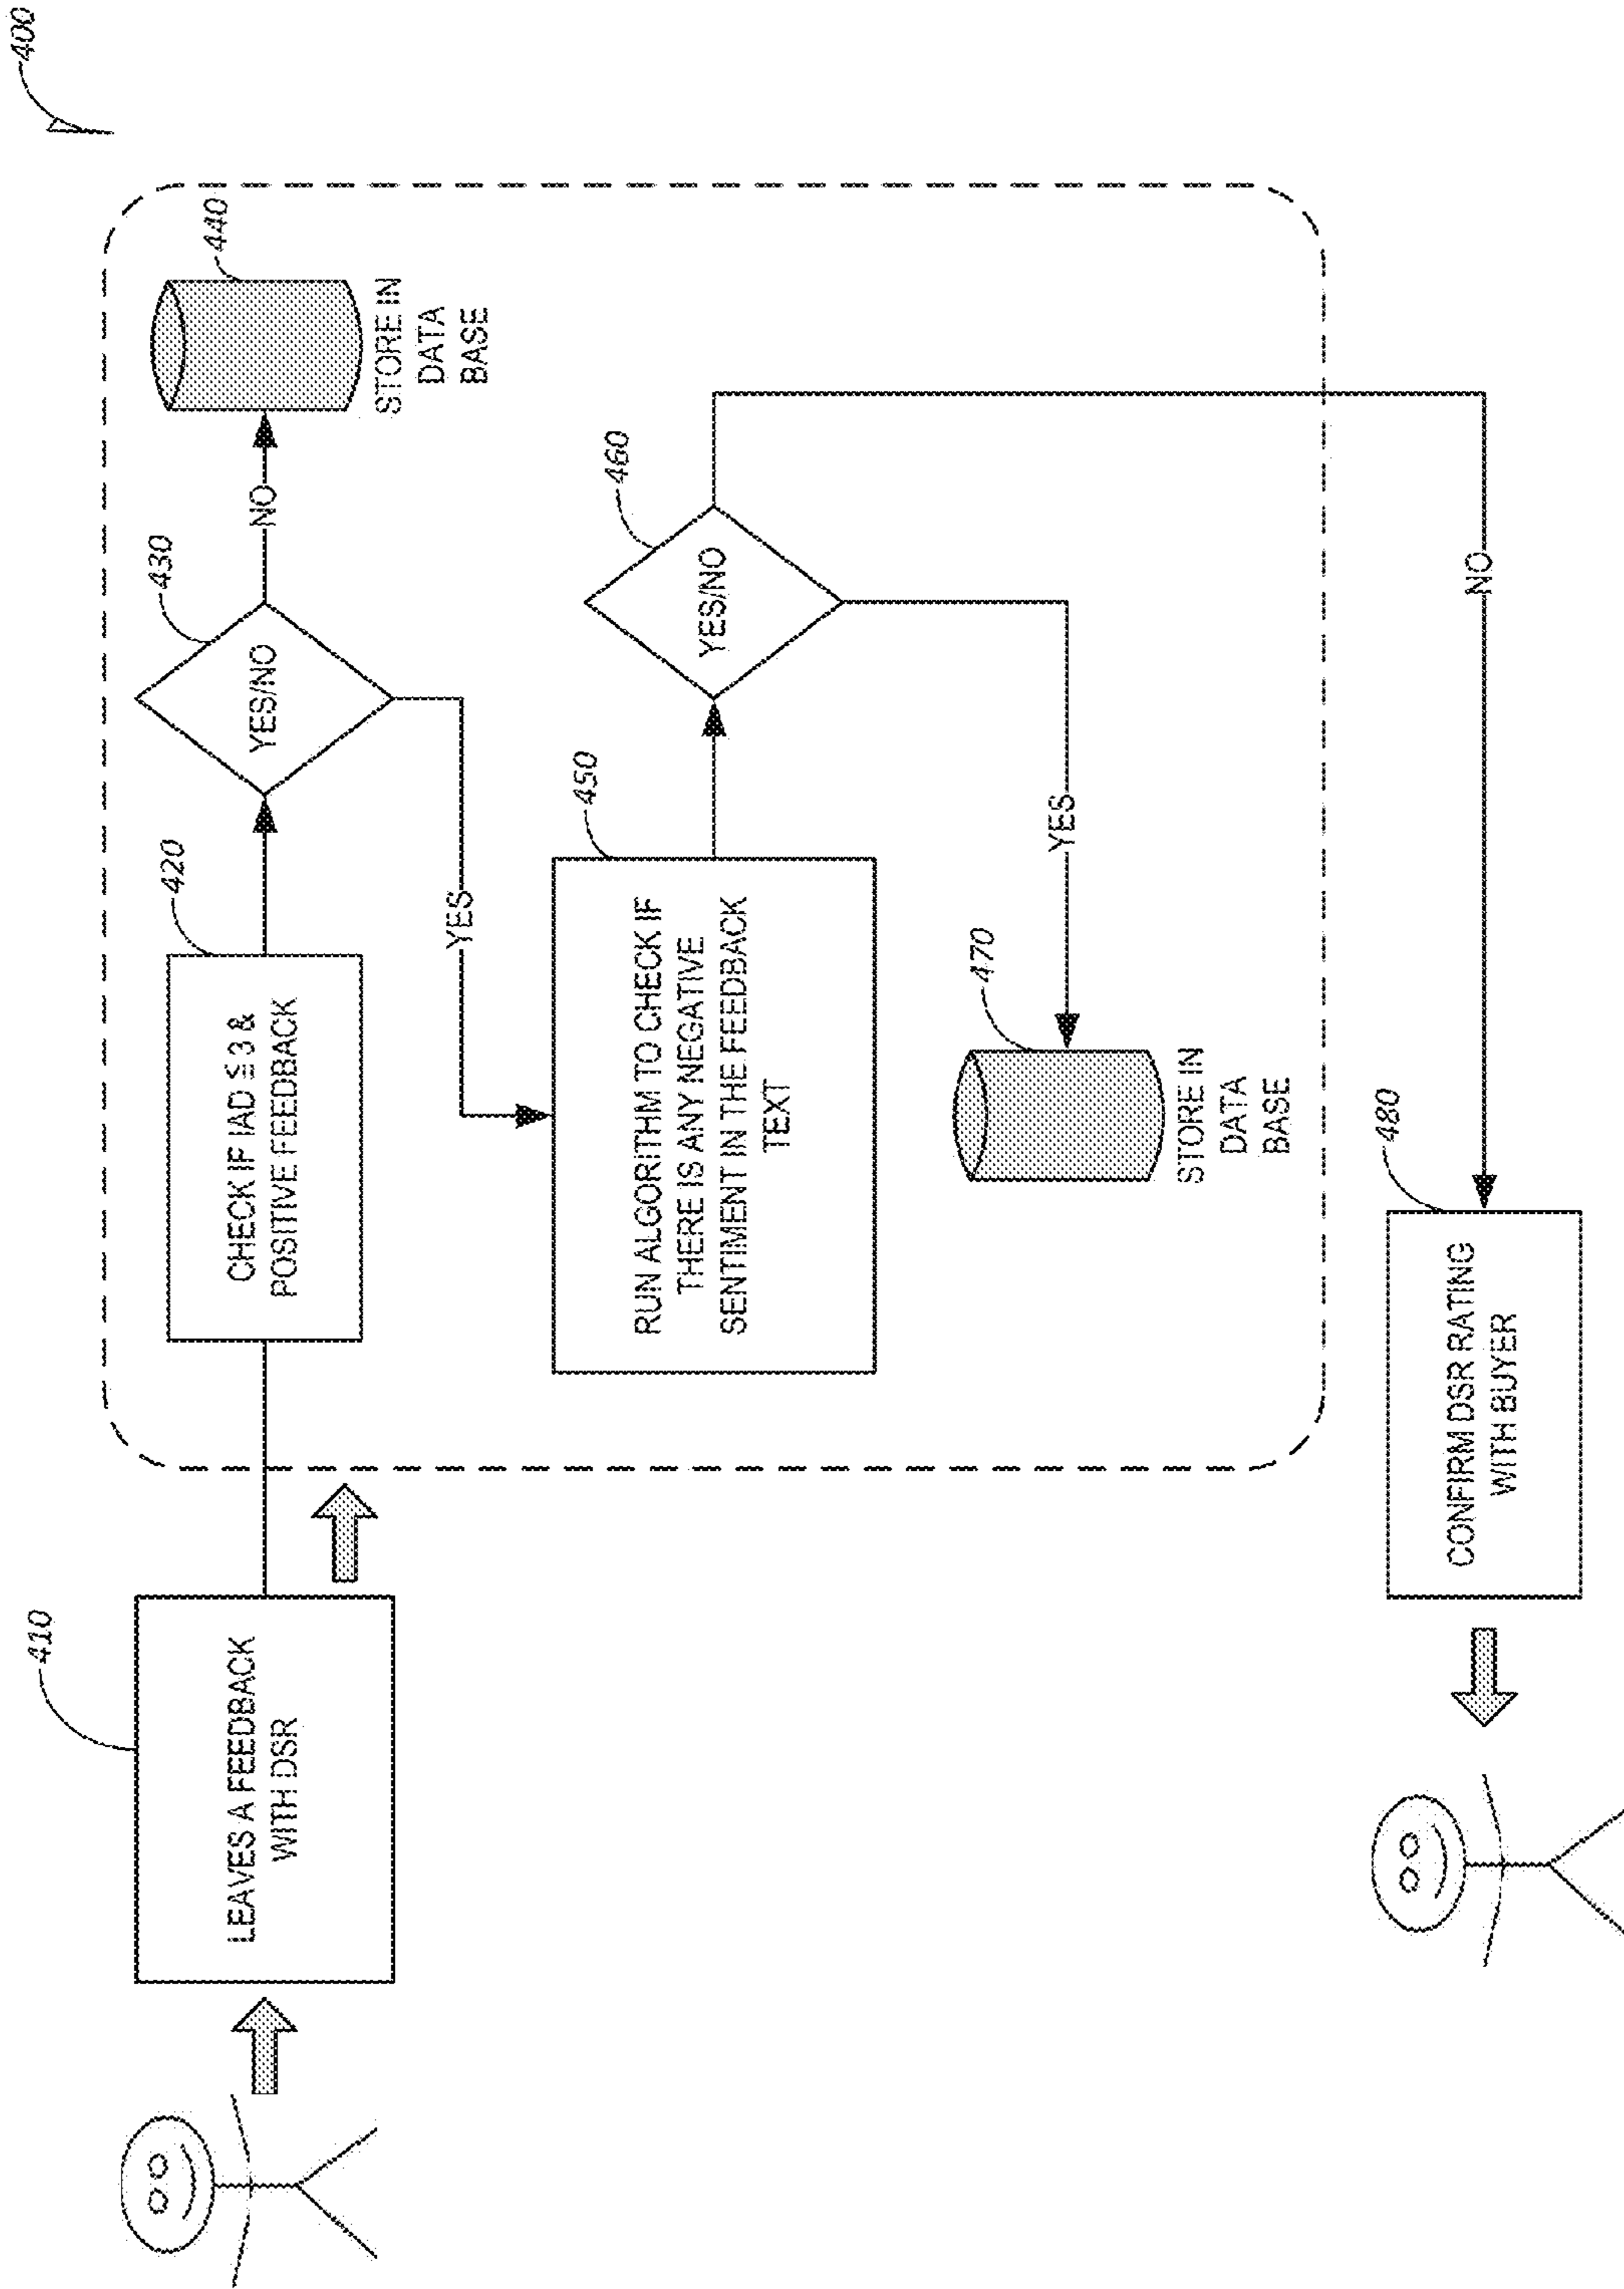 400
410
LEAVES A FEEDBACK
WITH DSR
420
CHECK IF IAD ≦ 3 &
POSITIVE FEEDBACK
430
YES/NO
NO
440
STORE IN
DATA
BASE
YES
450
RUN ALGORITHM TO CHECK IF
THERE IS ANY NEGATIVE
SENTIMENT IN THE FEEDBACK
TEXT
460
YES/NO
YES
470
STORE IN
DATA
BASE
NO
480
CONFIRM DSR RATING
WITH BUYER